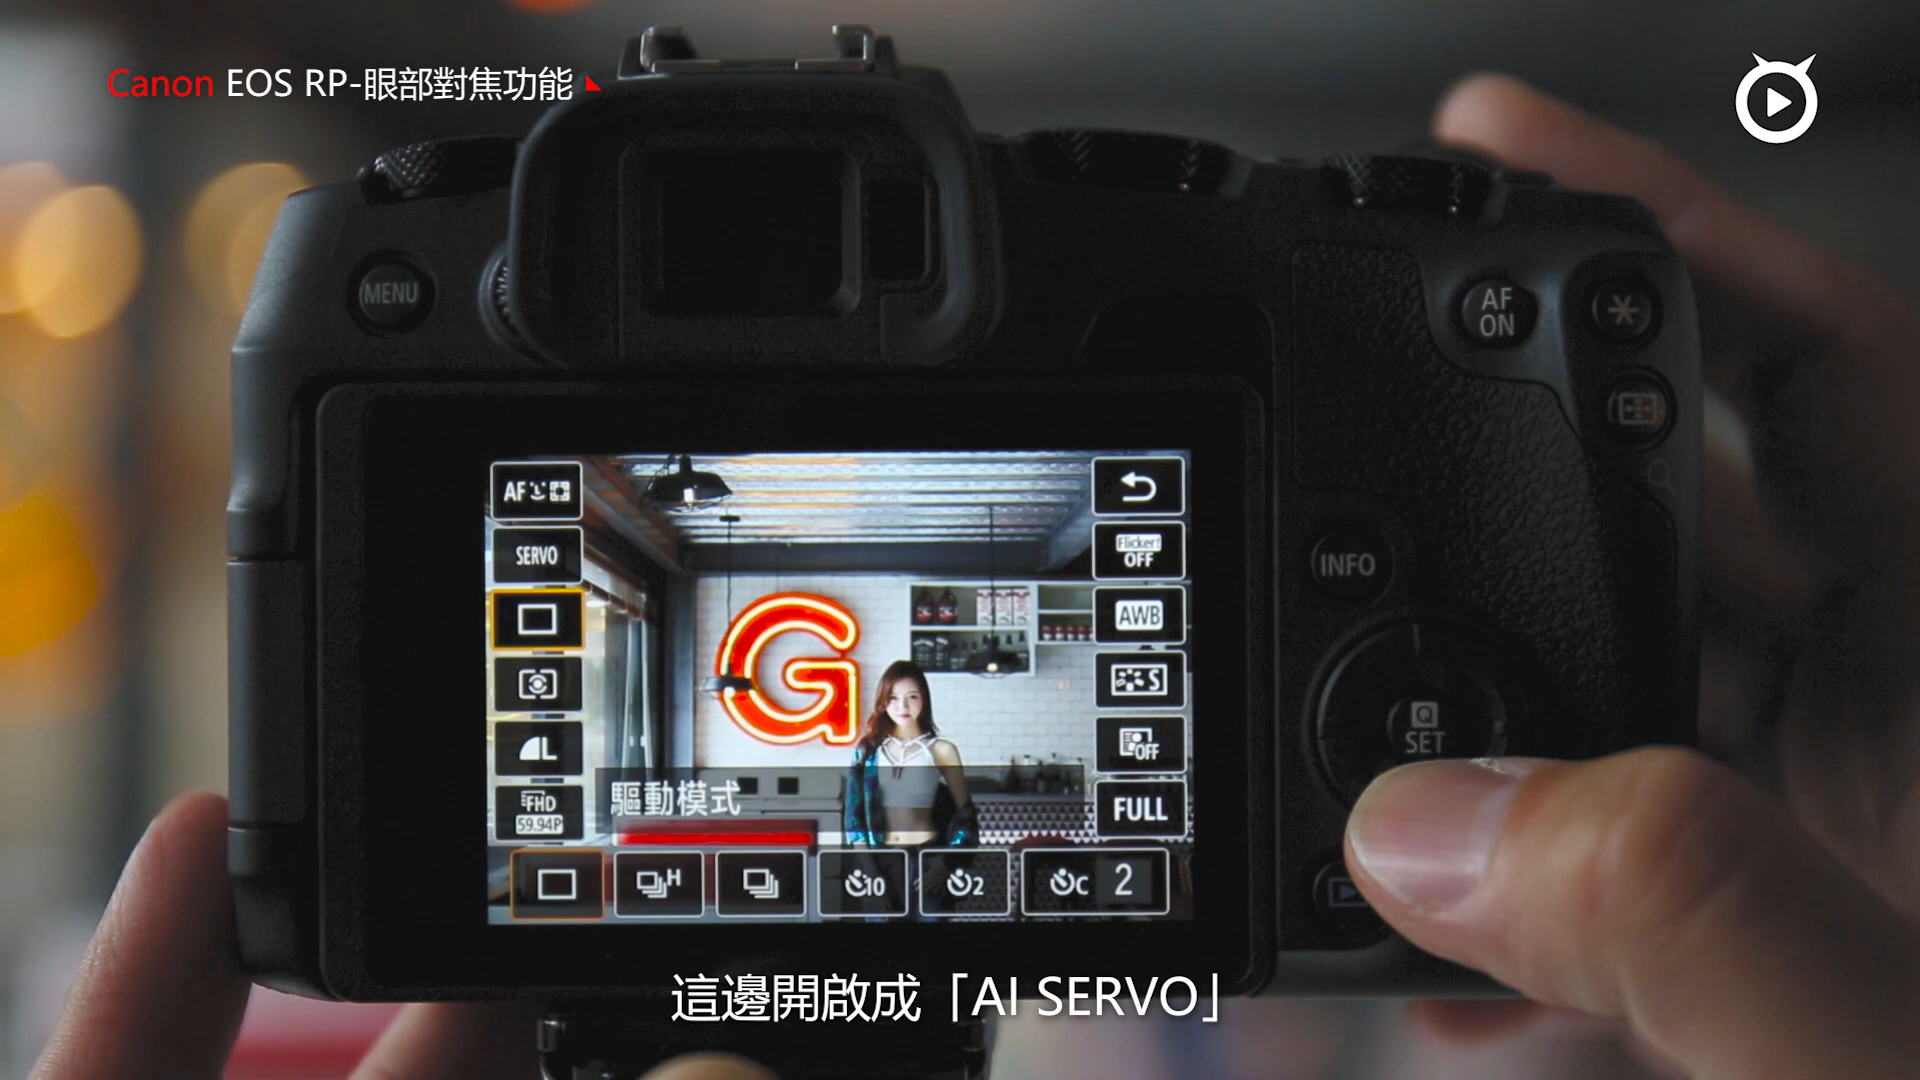 Canon EOS RP-眼部對焦功能
MENU
AF
ON
INFO
Q
SET
AF
SERVO
L
FHD
59.94P
Flicker!
OFF
AWB
S
OFF
FULL
驅動模式
H
10
2
C 2
這邊開啟成「AI SERVO」